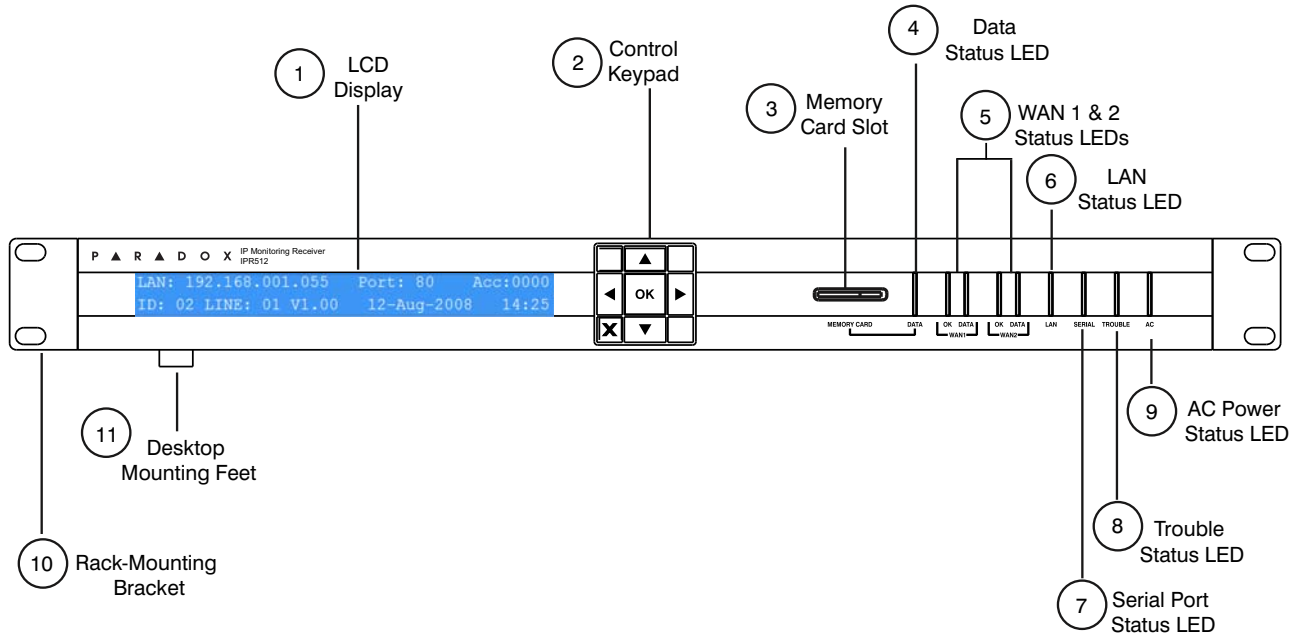 4
Data
Status LED
2
Control
Keypad
1
LCD
Display
3
Memory
Card Slot
5
WAN 1 & 2
Status LEDs
6
LAN
Status LED
P ▲ R ▲ D O X
IP Monitoring Receiver
IPR512
LAN: 192.168.001.055 Port: 80 Acc:0000
ID: 02 LINE: 01 V1.00 12-Aug-2008 14:25
▲
◀ OK ▶
X ▼
MEMORY CARD DATA OK DATA OK DATA LAN SERIAL TROUBLE AC
WAN1 WAN2
9
AC Power
Status LED
11
Desktop
Mounting Feet
8
Trouble
Status LED
10
Rack-Mounting
Bracket
7
Serial Port
Status LED